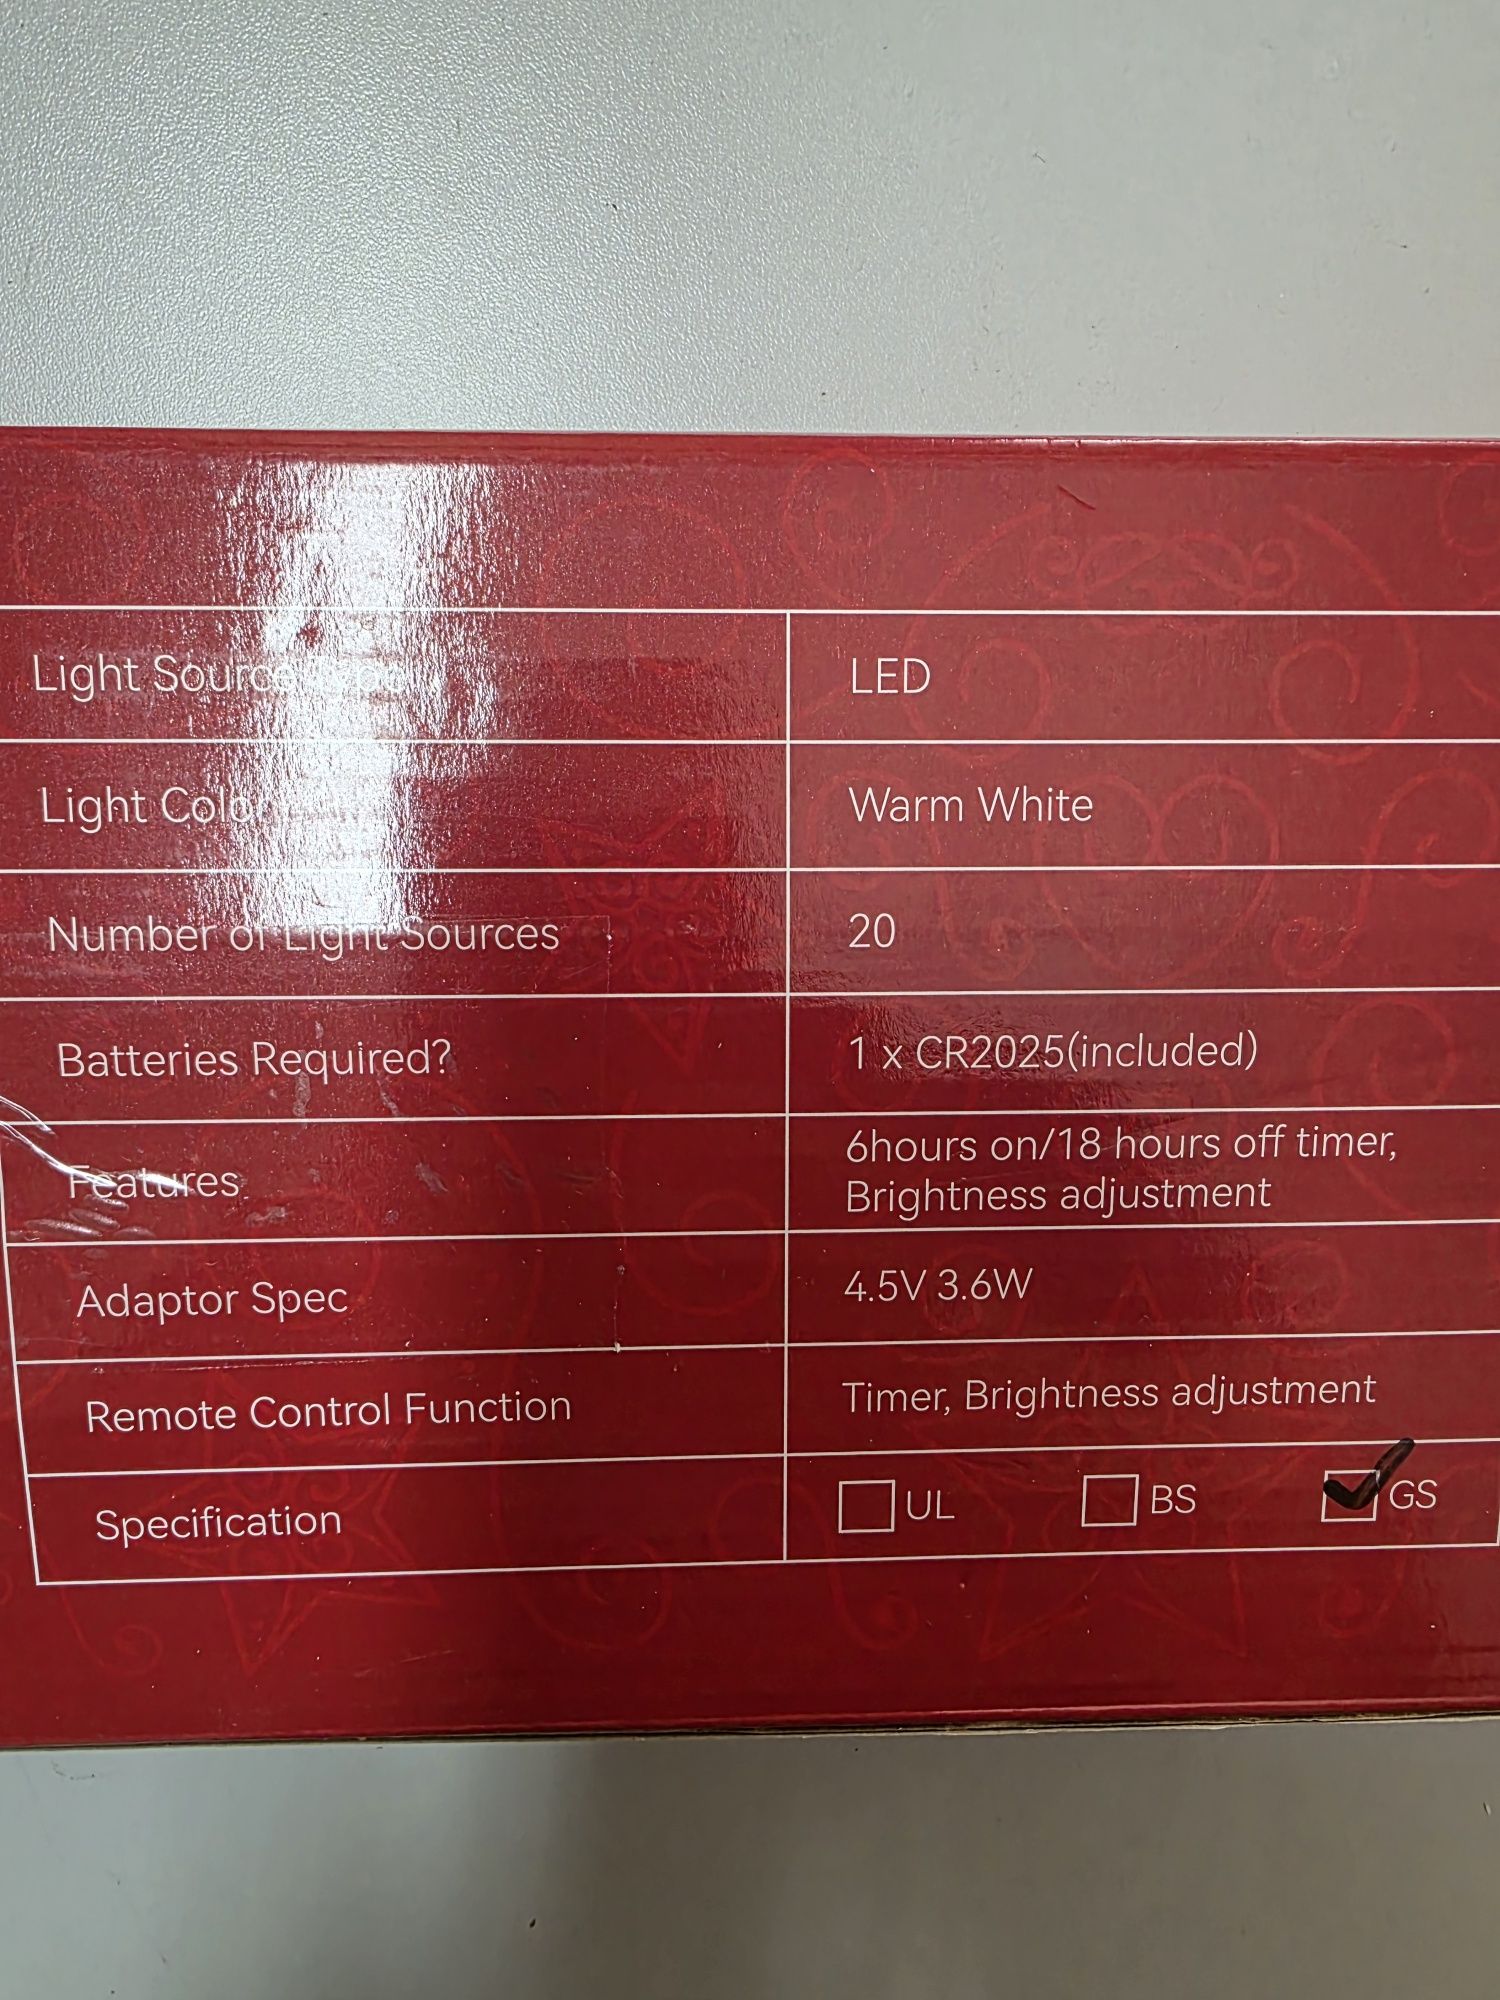 Light Source Type
LED
Light Color
Warm White
Number of Light Sources
20
Batteries Required?
1 x CR2025(included)
Features
6hours on/18 hours off timer,
Brightness adjustment
Adaptor Spec
4.5V 3.6W
Remote Control Function
Timer, Brightness adjustment
Specification
UL BS GS